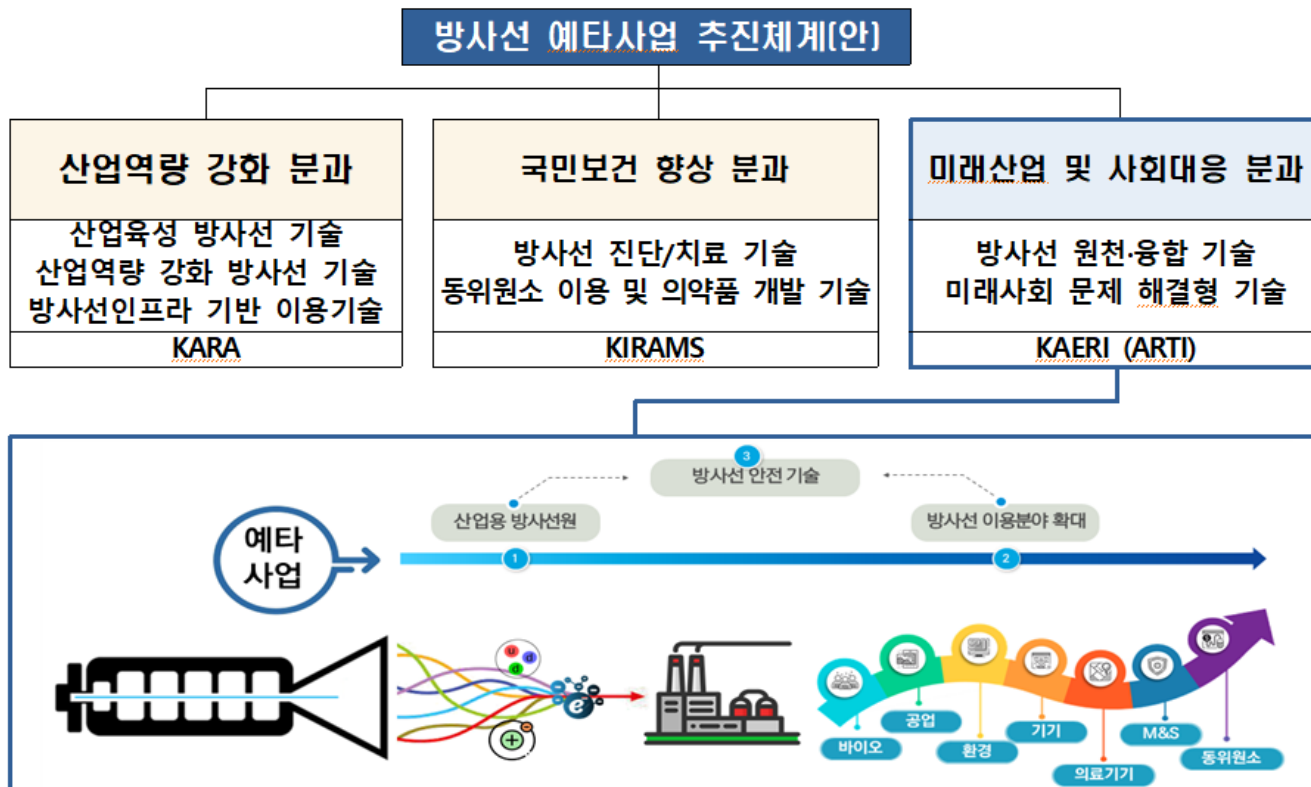 방사선 예타사업 추진체계(안)
산업역량 강화 분과
국민보건 향상 분과
미래산업 및 사회대응 분과
산업육성 방사선 기술
산업역량 강화 방사선 기술
방사선인프라 기반 이용기술
방사선 진단/치료 기술
동위원소 이용 및 의약품 개발 기술
방사선 원천·융합 기술
미래사회 문제 해결형 기술
KARA
KIRAMS
KAERI (ARTI)
3
방사선 안전 기술
산업용 방사선원
방사선 이용분야 확대
예타
사업
1
2
u
d
d
e
+
바이오
공업
환경
기기
의료기기
M&S
동위원소